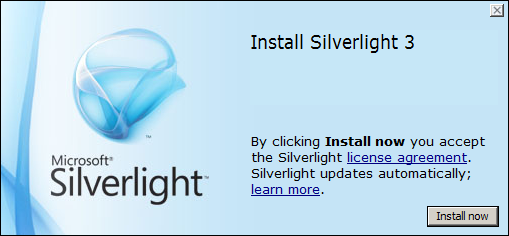 Install Silverlight 3
™
Microsoft®
Silverlight™
By clicking Install now you accept
the Silverlight license agreement.
Silverlight updates automatically;
learn more.
Install now